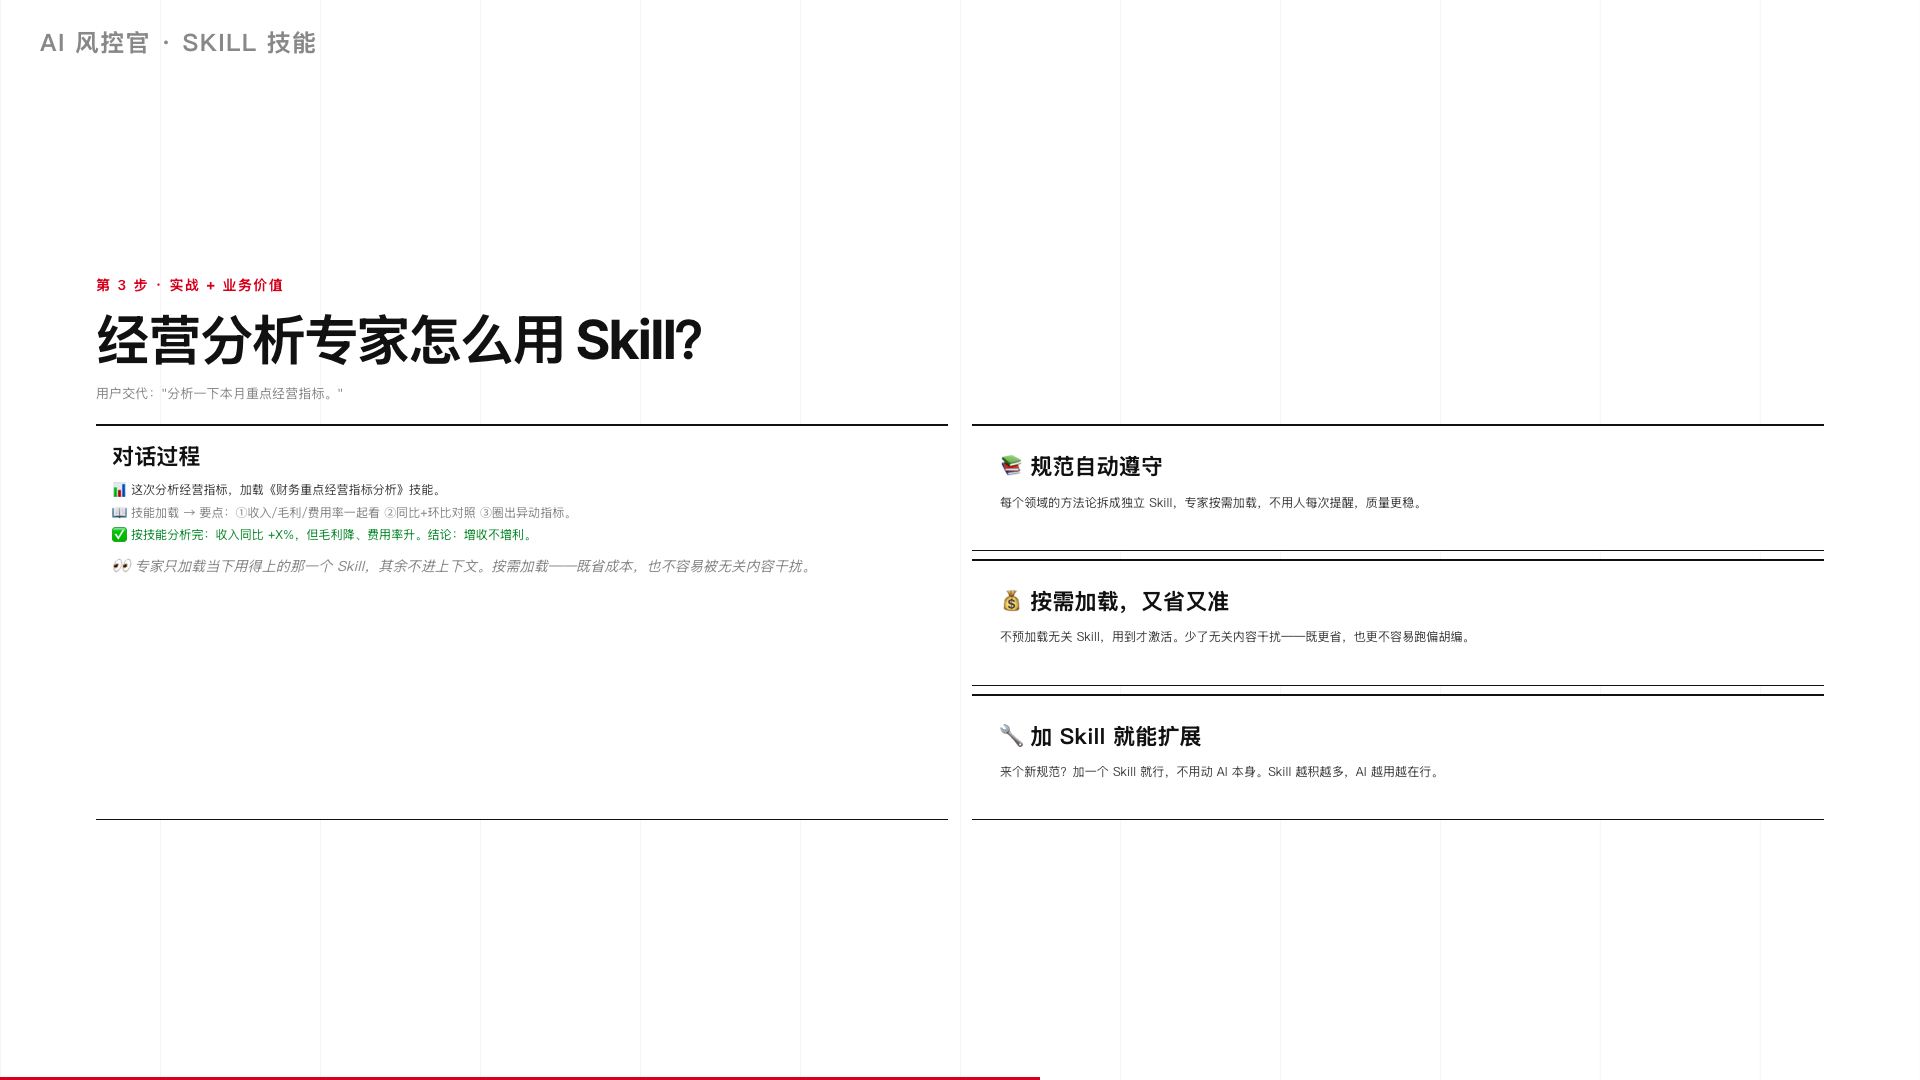 AI 风控官 · SKILL 技能
第 3 步 · 实战 + 业务价值
经营分析专家怎么用 Skill?
用户交代："分析一下本月重点经营指标。"
对话过程
📊 这次分析经营指标，加载《财务重点经营指标分析》技能。
📖 技能加载 → 要点：①收入/毛利/费用率一起看 ②同比+环比对照 ③圈出异动指标。
✅ 按技能分析完：收入同比 +X%，但毛利降、费用率升。结论：增收不增利。
👀 专家只加载当下用得上的那一个 Skill，其余不进上下文。按需加载——既省成本，也不容易被无关内容干扰。
📚 规范自动遵守
每个领域的方法论拆成独立 Skill，专家按需加载，不用人每次提醒，质量更稳。
💰 按需加载，又省又准
不预加载无关 Skill，用到才激活。少了无关内容干扰——既更省，也更不容易跑偏胡编。
🔧 加 Skill 就能扩展
来个新规范？加一个 Skill 就行，不用动 AI 本身。Skill 越积越多，AI 越用越在行。